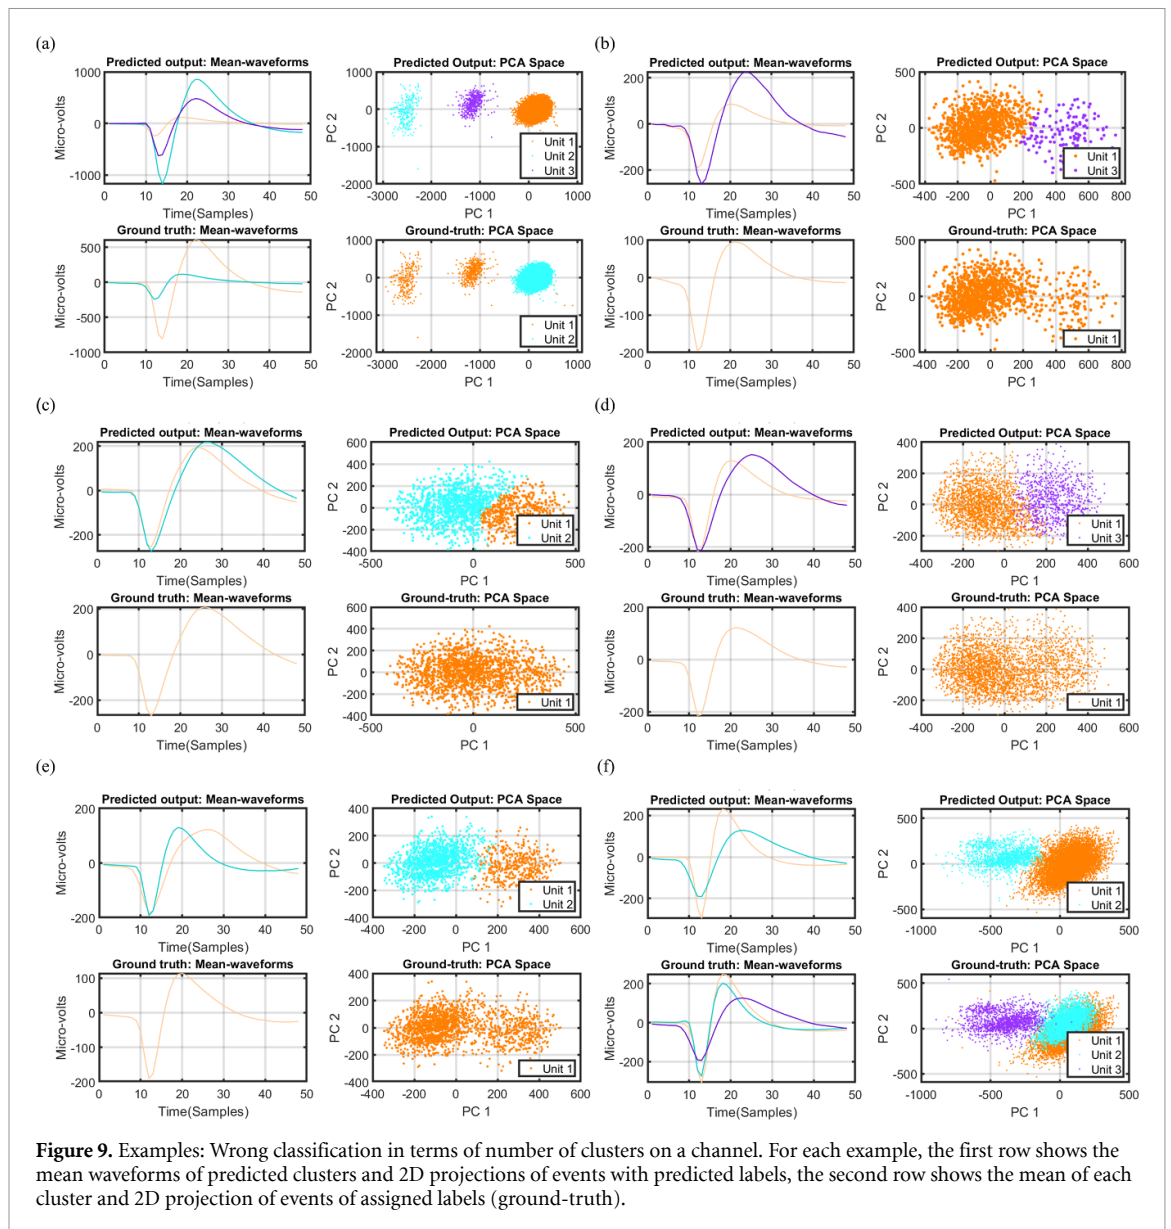 (a)
Predicted output: Mean-waveforms
1000
0
-1000
Micro-volts
0 10 20 30 40 50
Time(Samples)
Predicted Output: PCA Space
1000
0
-1000
-2000
PC 2
Unit 1
Unit 2
Unit 3
-3000 -2000 -1000 0 1000
PC 1
Ground truth: Mean-waveforms
500
0
-500
-1000
Micro-volts
0 10 20 30 40 50
Time(Samples)
Ground-truth: PCA Space
1000
0
-1000
-2000
PC 2
Unit 1
Unit 2
-3000 -2000 -1000 0 1000
PC 1
(b)
Predicted output: Mean-waveforms
200
0
-200
Micro-volts
0 10 20 30 40 50
Time(Samples)
Predicted Output: PCA Space
500
0
-500
PC 2
Unit 1
Unit 3
-400 -200 0 200 400 600 800
PC 1
Ground truth: Mean-waveforms
100
0
-100
-200
Micro-volts
0 10 20 30 40 50
Time(Samples)
Ground-truth: PCA Space
500
0
-500
PC 2
Unit 1
-400 -200 0 200 400 600 800
PC 1
(c)
Predicted output: Mean-waveforms
200
0
-200
Micro-volts
0 10 20 30 40 50
Time(Samples)
Predicted Output: PCA Space
600
400
200
0
-200
-400
PC 2
Unit 1
Unit 2
-500 0 500
PC 1
Ground truth: Mean-waveforms
200
0
-200
Micro-volts
0 10 20 30 40 50
Time(Samples)
Ground-truth: PCA Space
600
400
200
0
-200
-400
PC 2
Unit 1
-500 0 500
PC 1
(d)
Predicted output: Mean-waveforms
200
0
-200
Micro-volts
0 10 20 30 40 50
Time(Samples)
Predicted Output: PCA Space
400
200
0
-200
PC 2
Unit 1
Unit 3
-400 -200 0 200 400 600
PC 1
Ground truth: Mean-waveforms
200
0
-200
Micro-volts
0 10 20 30 40 50
Time(Samples)
Ground-truth: PCA Space
400
200
0
-200
PC 2
Unit 1
-400 -200 0 200 400 600
PC 1
(e)
Predicted output: Mean-waveforms
200
0
-200
Micro-volts
0 10 20 30 40 50
Time(Samples)
Predicted Output: PCA Space
400
200
0
-200
-400
PC 2
Unit 1
Unit 2
-400 -200 0 200 400 600
PC 1
Ground truth: Mean-waveforms
100
0
-100
-200
Micro-volts
0 10 20 30 40 50
Time(Samples)
Ground-truth: PCA Space
400
200
0
-200
-400
PC 2
Unit 1
-400 -200 0 200 400 600
PC 1
(f)
Predicted output: Mean-waveforms
200
0
-200
Micro-volts
0 10 20 30 40 50
Time(Samples)
Predicted Output: PCA Space
500
0
-500
PC 2
Unit 1
Unit 2
-1000 -500 0 500
PC 1
Ground truth: Mean-waveforms
200
0
-200
Micro-volts
0 10 20 30 40 50
Time(Samples)
Ground-truth: PCA Space
500
0
-500
PC 2
Unit 1
Unit 2
Unit 3
-1000 -500 0 500
PC 1
Figure 9. Examples: Wrong classification in terms of number of clusters on a channel. For each example, the first row shows the
mean waveforms of predicted clusters and 2D projections of events with predicted labels, the second row shows the mean of each
cluster and 2D projection of events of assigned labels (ground-truth).